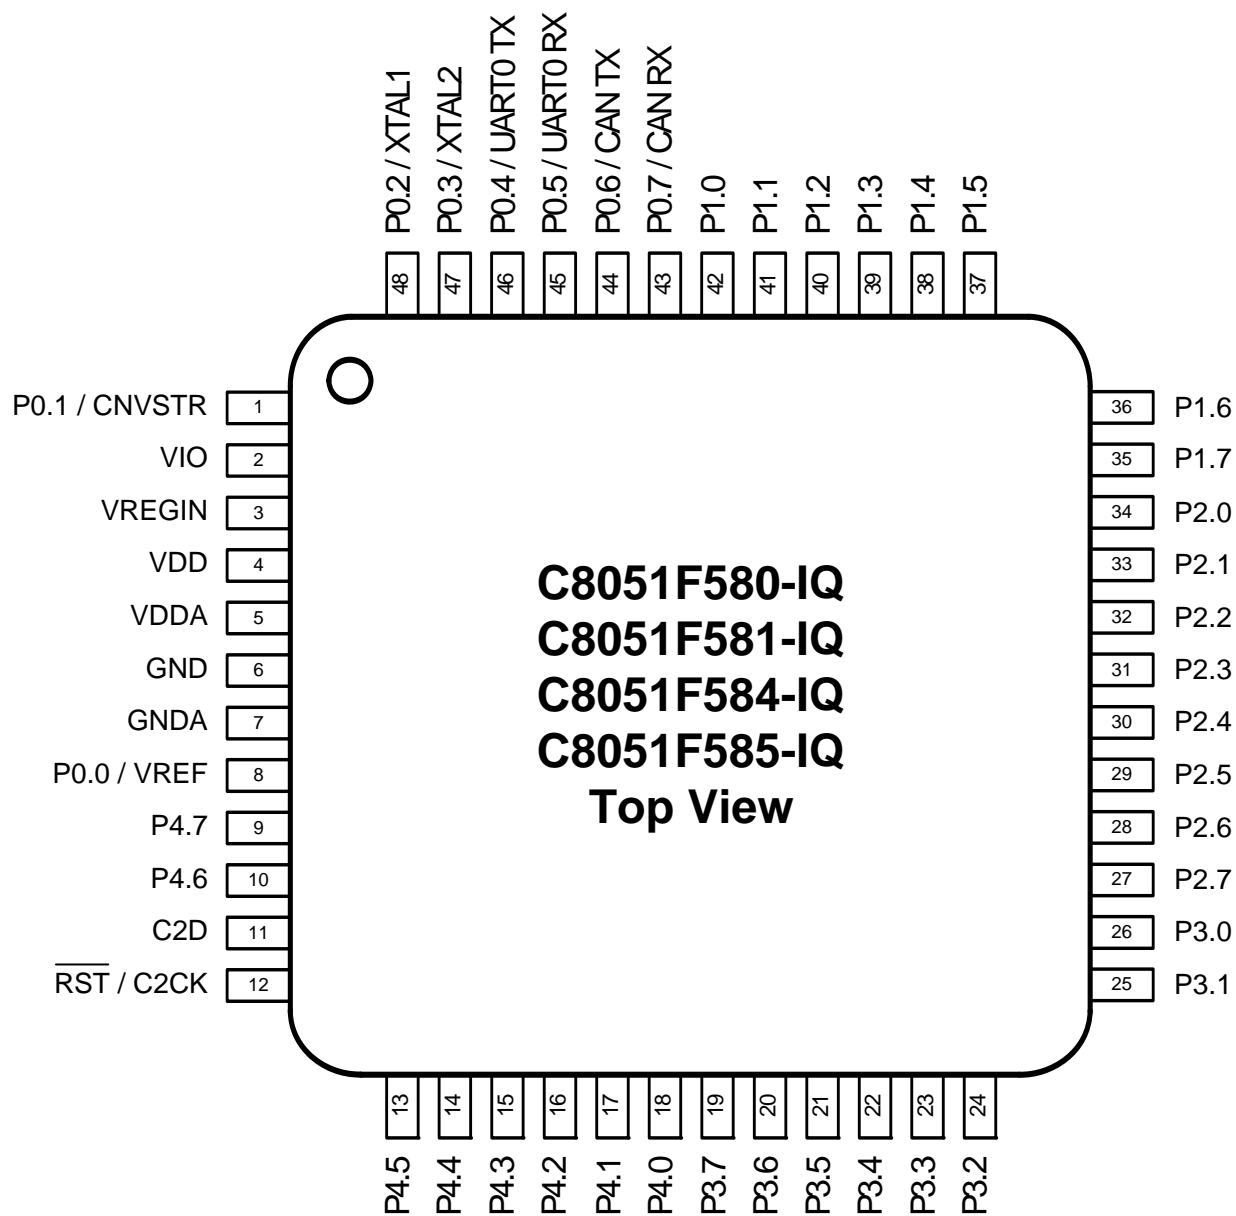 P0.2 / XTAL1
P0.3 / XTAL2
P0.4 / UART0 TX
P0.5 / UART0 RX
P0.6 / CAN TX
P0.7 / CAN RX
P1.0
P1.1
P1.2
P1.3
P1.4
P1.5
48
47
46
45
44
43
42
41
40
39
38
37
P0.1 / CNVSTR 1
VIO 2
VREGIN 3
VDD 4
VDDA 5
GND 6
GNDA 7
P0.0 / VREF 8
P4.7 9
P4.6 10
C2D 11
RST / C2CK 12
C8051F580-IQ
C8051F581-IQ
C8051F584-IQ
C8051F585-IQ
Top View
36 P1.6
35 P1.7
34 P2.0
33 P2.1
32 P2.2
31 P2.3
30 P2.4
29 P2.5
28 P2.6
27 P2.7
26 P3.0
25 P3.1
13
14
15
16
17
18
19
20
21
22
23
24
P4.5
P4.4
P4.3
P4.2
P4.1
P4.0
P3.7
P3.6
P3.5
P3.4
P3.3
P3.2